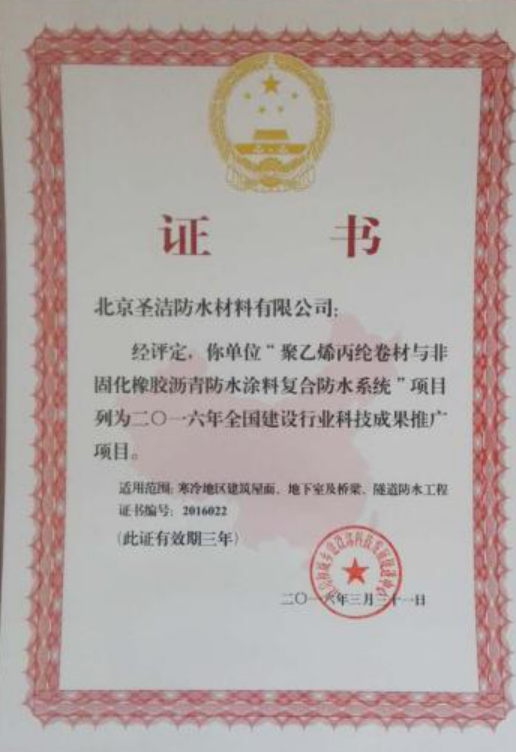 证 书
北京圣洁防水材料有限公司:
经评定，你单位“聚乙烯丙纶卷材与非
固化橡胶沥青防水涂料复合防水系统”项目
列为二〇一六年全国建设行业科技成果推广
项目。
适用范围: 寒冷地区建筑屋面、地下室及桥梁、隧道防水工程
证书编号: 2016022
(此证有效期三年)
二〇一六年三月三十一日